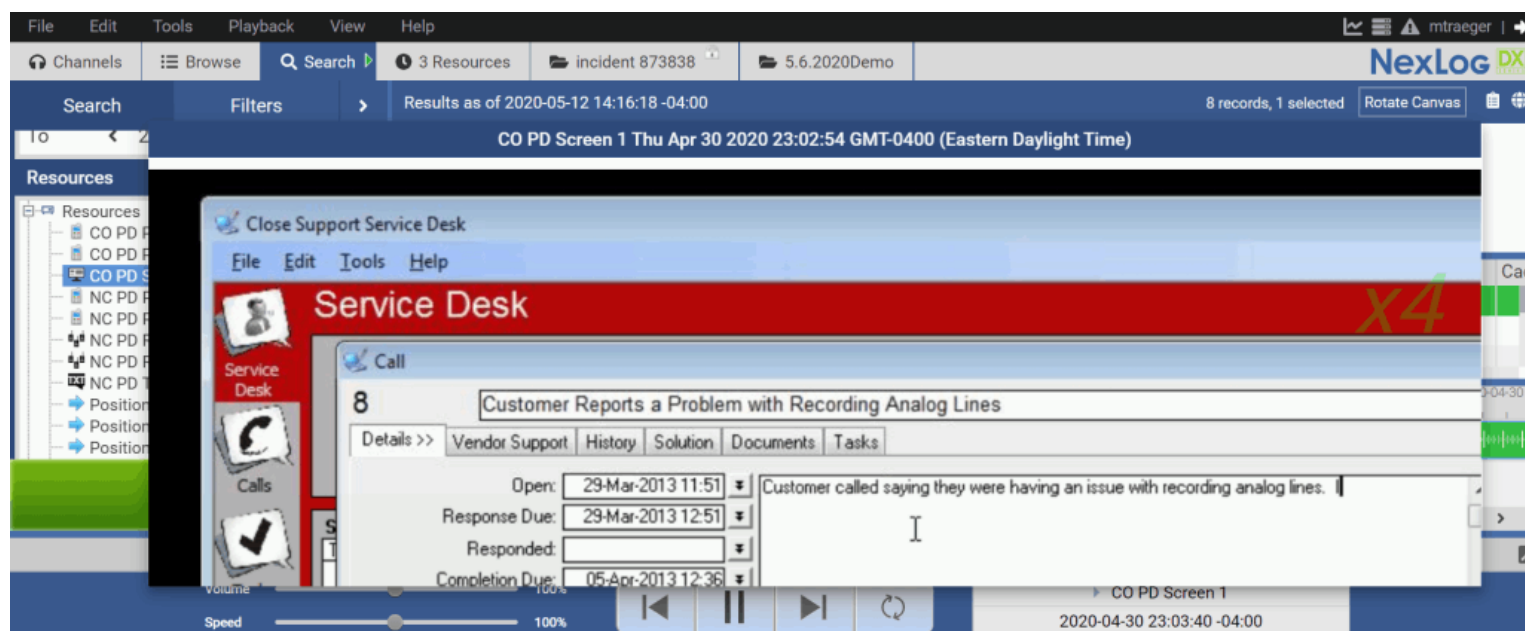 File Edit Tools Playback View Help mtraeger |
Channels Browse Search 3 Resources incident 873838 5.6.2020Demo NexLog DX
Search Filters > Results as of 2020-05-12 14:16:18 -04:00 8 records, 1 selected Rotate Canvas
To < 2
CO PD Screen 1 Thu Apr 30 2020 23:02:54 GMT-0400 (Eastern Daylight Time)
Resources
Resources
CO PD
CO PD
CO PD S
NC PD
NC PD
NC PD
NC PD
NC PD T
Position
Position
Position
Close Support Service Desk
File Edit Tools Help
Service Desk
x4
Service
Desk
Call
8 Customer Reports a Problem with Recording Analog Lines
Details >> Vendor Support History Solution Documents Tasks
Calls
Open: 29-Mar-2013 11:51 Customer called saying they were having an issue with recording analog lines. I
Response Due: 29-Mar-2013 12:51
Responded:
Completion Due: 05-Apr-2013 12:36
Volume 100%
Speed 100%
CO PD Screen 1
2020-04-30 23:03:40 -04:00